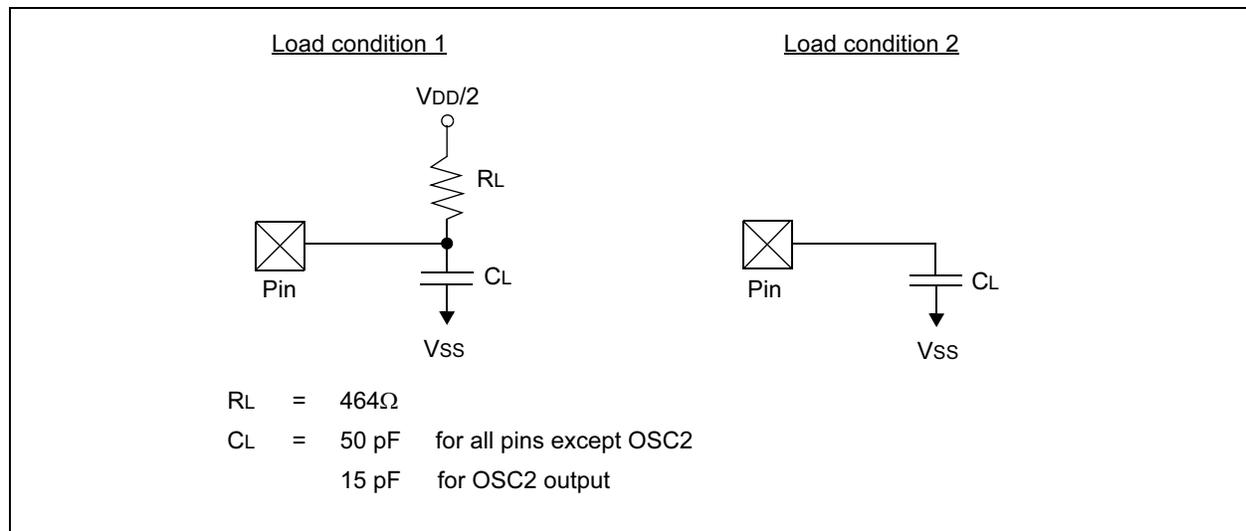 Load condition 1
Load condition 2
VDD/2
RL
Pin
CL
VSS
Pin
CL
VSS
RL = 464Ω
CL = 50 pF for all pins except OSC2
15 pF for OSC2 output